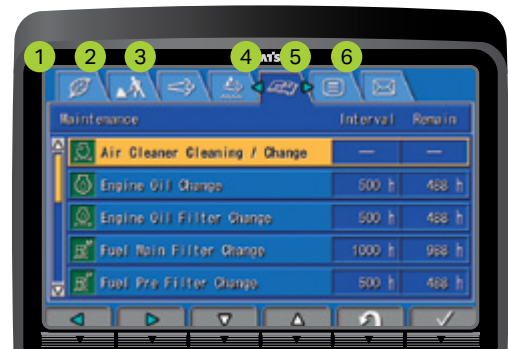 1 2 3 4 5 6
Maintenance Interval Remain
Air Cleaner Cleaning / Change — —
Engine Oil Change 500 h 488 h
Engine Oil Filter Change 500 h 488 h
Fuel Main Filter Change 1000 h 988 h
Fuel Pre Filter Change 500 h 488 h